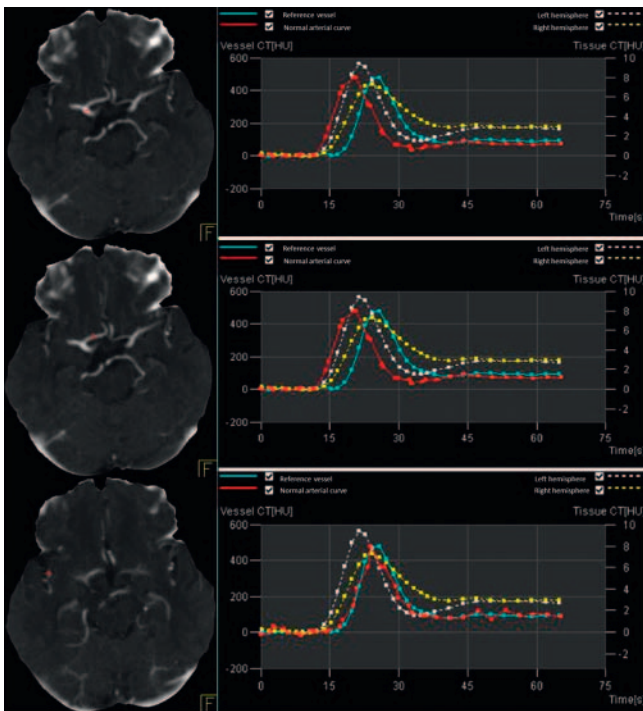 Reference vessel
Normal arterial curve
Left hemisphere
Right hemisphere
Vessel CT[HU]
Tissue CT[HU]
600
400
200
0
-200
10
8
6
4
2
0
-2
0
15
30
45
60
75
Time[s]
F
Reference vessel
Normal arterial curve
Left hemisphere
Right hemisphere
Vessel CT[HU]
Tissue CT[HU]
600
400
200
0
-200
10
8
6
4
2
0
-2
0
15
30
45
60
75
Time[s]
F
Reference vessel
Normal arterial curve
Left hemisphere
Right hemisphere
Vessel CT[HU]
Tissue CT[HU]
600
400
200
0
-200
10
8
6
4
2
0
-2
0
15
30
45
60
75
Time[s]
F